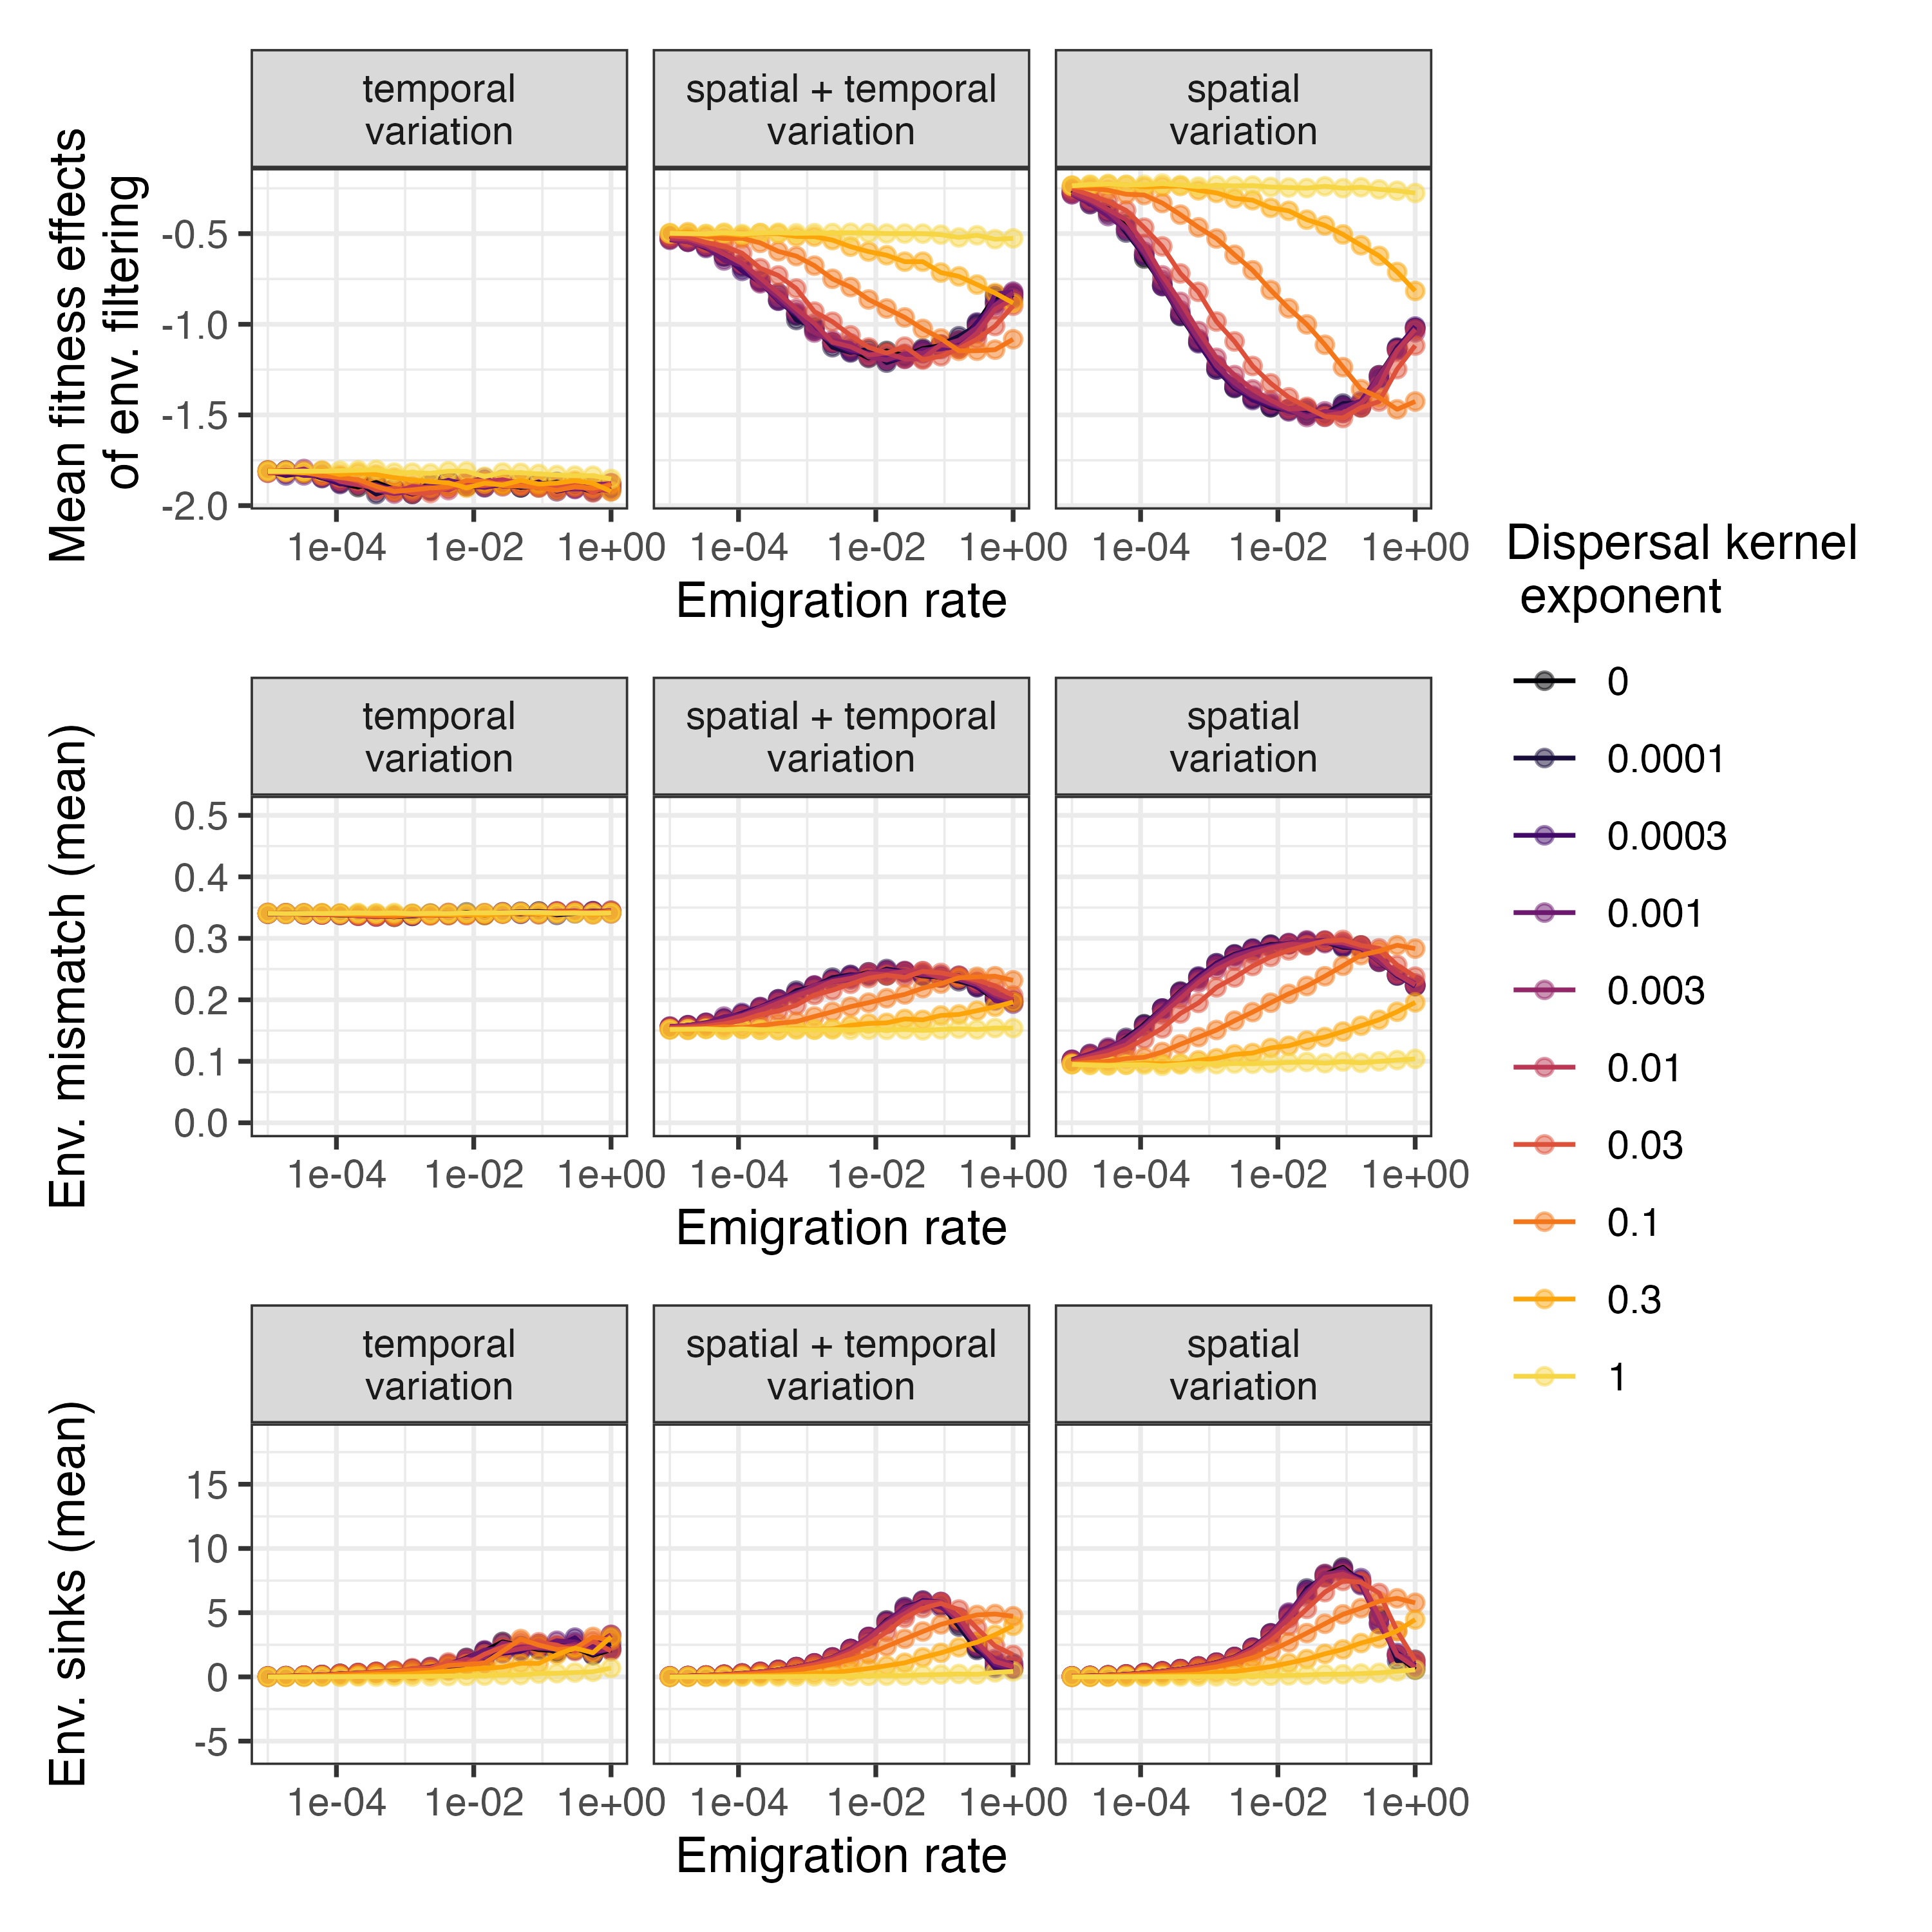 temporal
variation
spatial + temporal
variation
spatial
variation
Mean fitness effects
of env. filtering
-0.5
-1.0
-1.5
-2.0
1e-04 1e-02 1e+00 1e-04 1e-02 1e+00 1e-04 1e-02 1e+00
Emigration rate
temporal
variation
spatial + temporal
variation
spatial
variation
Env. mismatch (mean)
0.5
0.4
0.3
0.2
0.1
0.0
1e-04 1e-02 1e+00 1e-04 1e-02 1e+00 1e-04 1e-02 1e+00
Emigration rate
temporal
variation
spatial + temporal
variation
spatial
variation
Env. sinks (mean)
15
10
5
0
-5
1e-04 1e-02 1e+00 1e-04 1e-02 1e+00 1e-04 1e-02 1e+00
Emigration rate
Dispersal kernel
exponent
0
0.0001
0.0003
0.001
0.003
0.01
0.03
0.1
0.3
1